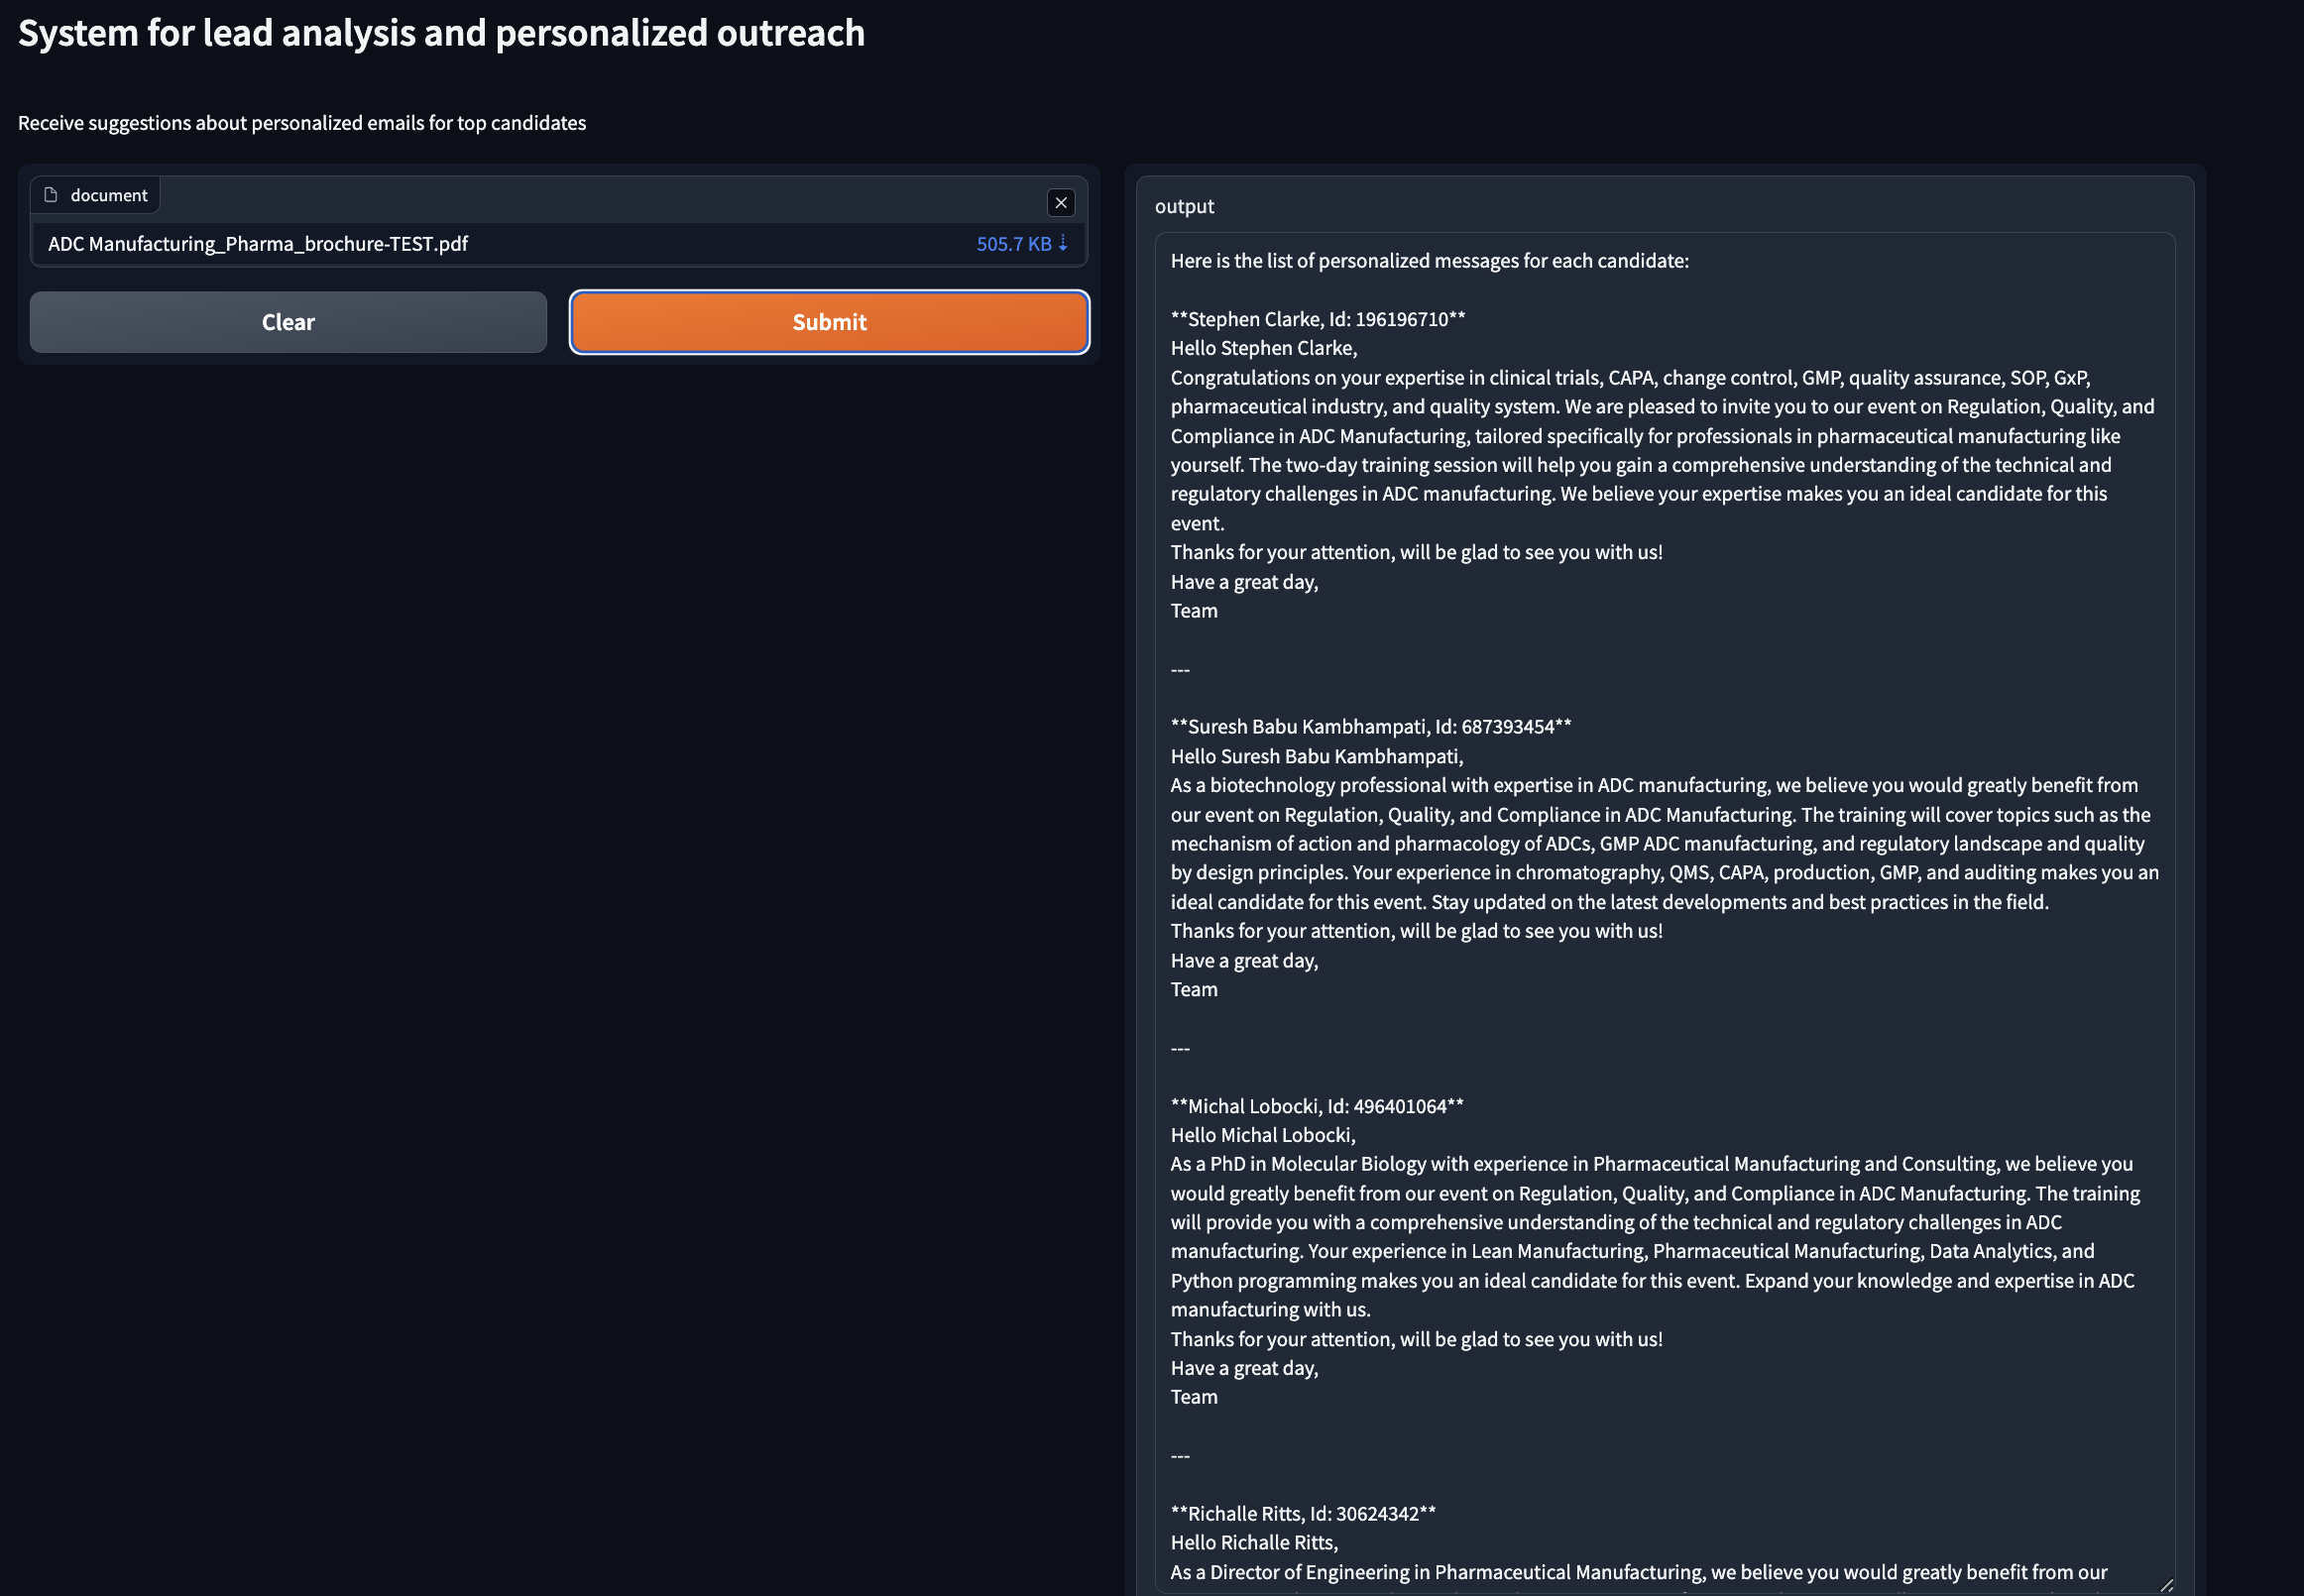 System for lead analysis and personalized outreach
Receive suggestions about personalized emails for top candidates
document
ADC Manufacturing_Pharma_brochure-TEST.pdf
505.7 KB ⇣
Clear
Submit
output
Here is the list of personalized messages for each candidate:
**Stephen Clarke, Id: 196196710**
Hello Stephen Clarke,
Congratulations on your expertise in clinical trials, CAPA, change control, GMP, quality assurance, SOP, GxP,
pharmaceutical industry, and quality system. We are pleased to invite you to our event on Regulation, Quality, and
Compliance in ADC Manufacturing, tailored specifically for professionals in pharmaceutical manufacturing like
yourself. The two-day training session will help you gain a comprehensive understanding of the technical and
regulatory challenges in ADC manufacturing. We believe your expertise makes you an ideal candidate for this
event.
Thanks for your attention, will be glad to see you with us!
Have a great day,
Team
---
**Suresh Babu Kambhampati, Id: 687393454**
Hello Suresh Babu Kambhampati,
As a biotechnology professional with expertise in ADC manufacturing, we believe you would greatly benefit from
our event on Regulation, Quality, and Compliance in ADC Manufacturing. The training will cover topics such as the
mechanism of action and pharmacology of ADCs, GMP ADC manufacturing, and regulatory landscape and quality
by design principles. Your experience in chromatography, QMS, CAPA, production, GMP, and auditing makes you an
ideal candidate for this event. Stay updated on the latest developments and best practices in the field.
Thanks for your attention, will be glad to see you with us!
Have a great day,
Team
---
**Michal Lobocki, Id: 496401064**
Hello Michal Lobocki,
As a PhD in Molecular Biology with experience in Pharmaceutical Manufacturing and Consulting, we believe you
would greatly benefit from our event on Regulation, Quality, and Compliance in ADC Manufacturing. The training
will provide you with a comprehensive understanding of the technical and regulatory challenges in ADC
manufacturing. Your experience in Lean Manufacturing, Pharmaceutical Manufacturing, Data Analytics, and
Python programming makes you an ideal candidate for this event. Expand your knowledge and expertise in ADC
manufacturing with us.
Thanks for your attention, will be glad to see you with us!
Have a great day,
Team
---
**Richalle Ritts, Id: 30624342**
Hello Richalle Ritts,
As a Director of Engineering in Pharmaceutical Manufacturing, we believe you would greatly benefit from our